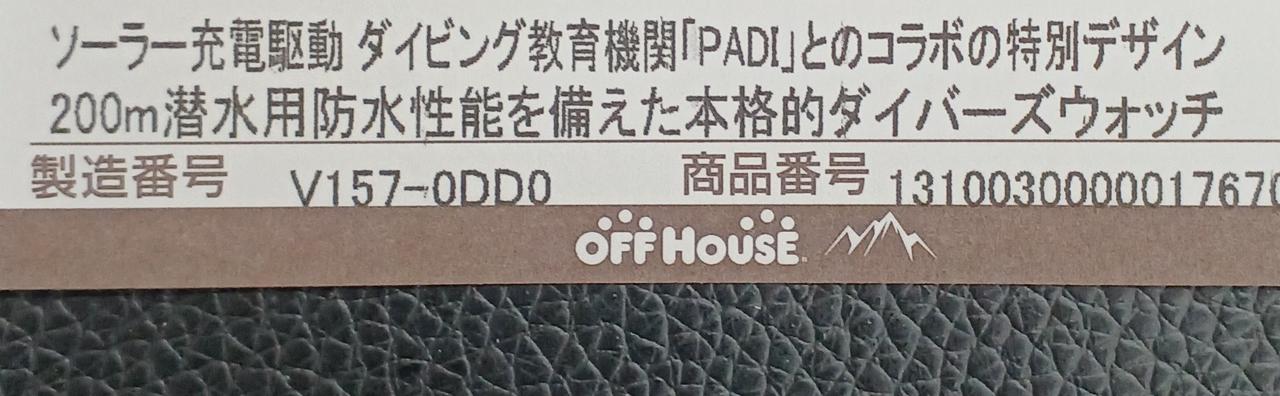 ソーラー充電駆動 ダイビング教育機関「PADI」とのコラボの特別デザイン
200m潜水用防水性能を備えた本格的ダイバーズウォッチ
製造番号 V157-0DD0 商品番号 131003000001767
OFF HOUSE